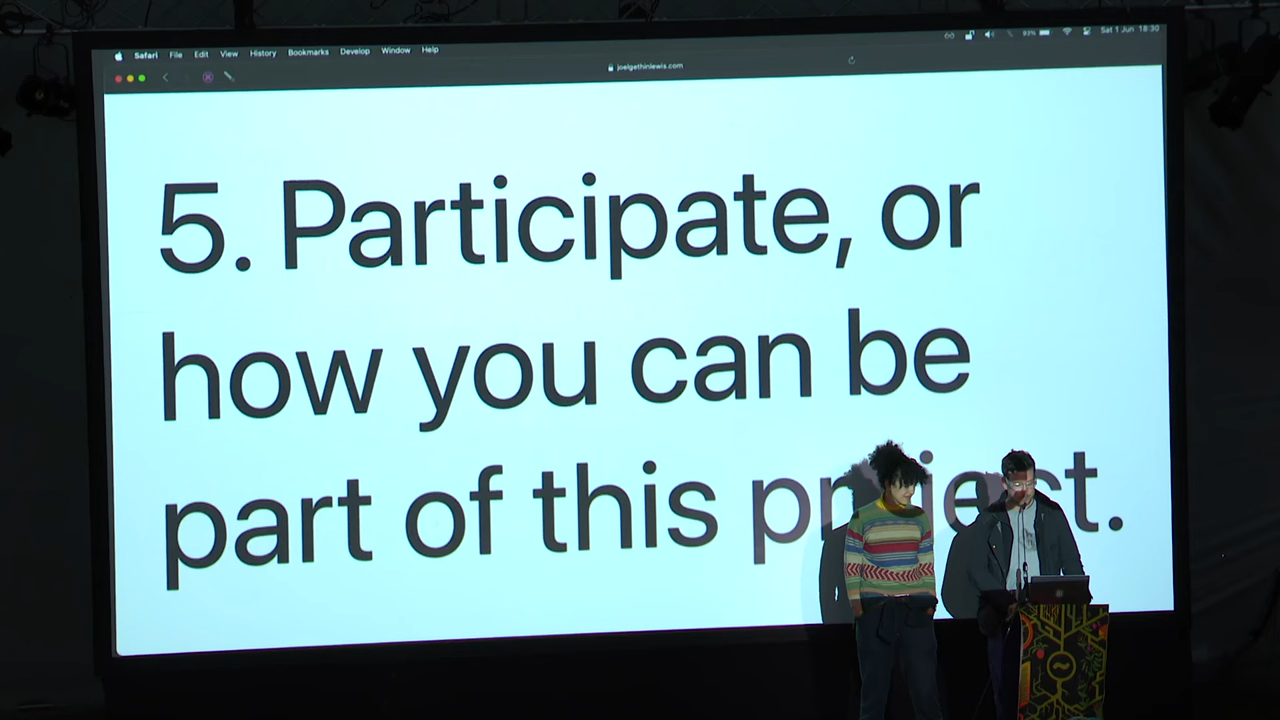 Safari File Edit View History Bookmarks Develop Window Help
93% Sat 1 Jun 18:30
joelgethinlewis.com
5. Participate, or
how you can be
part of this project.